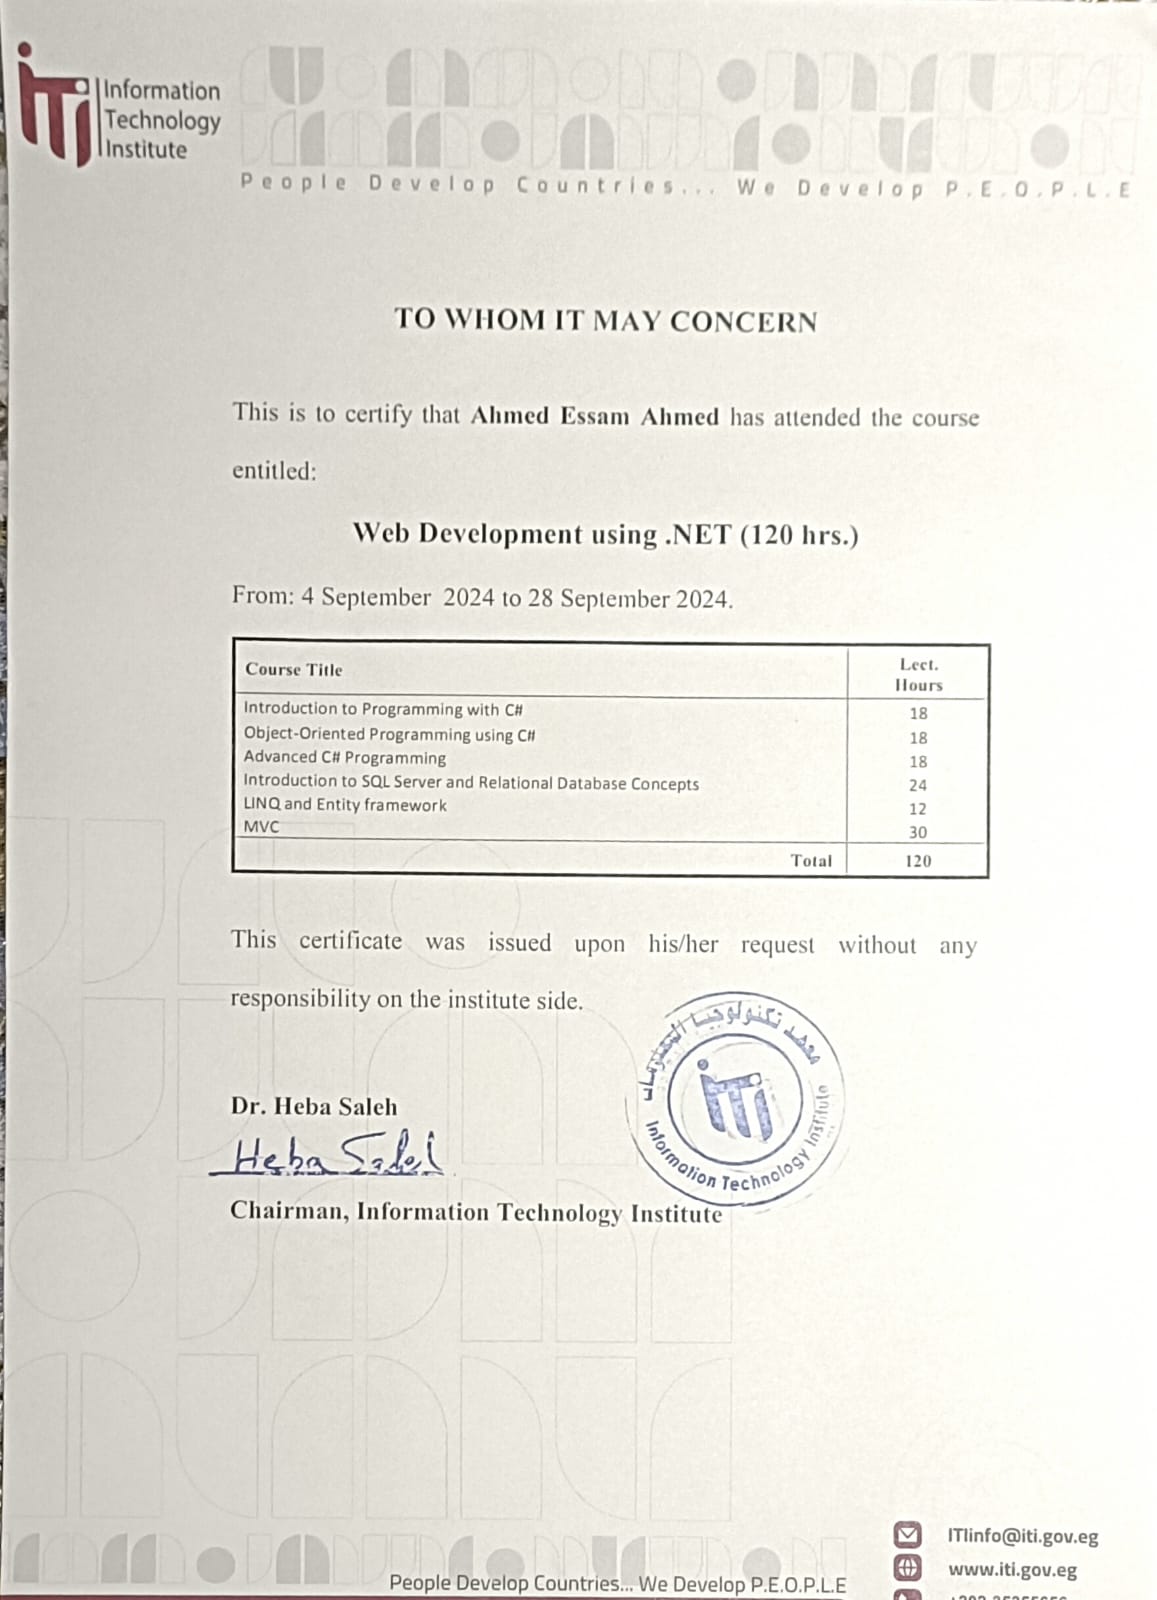 Information
Technology
Institute
People Develop Countries... We Develop P.E.O.P.L.E
TO WHOM IT MAY CONCERN
This is to certify that Ahmed Essam Ahmed has attended the course
entitled:
Web Development using .NET (120 hrs.)
From: 4 September 2024 to 28 September 2024.
Course Title Lect. Hours
Introduction to Programming with C# 18
Object-Oriented Programming using C# 18
Advanced C# Programming 18
Introduction to SQL Server and Relational Database Concepts 24
LINQ and Entity framework 12
MVC 30
Total 120
This certificate was issued upon his/her request without any
responsibility on the institute side.
معهد تكنولوجيا المعلومات
iTi
Information Technology Institute
Dr. Heba Saleh
Heba Saleh
Chairman, Information Technology Institute
ITIinfo@iti.gov.eg
www.iti.gov.eg
People Develop Countries... We Develop P.E.O.P.L.E